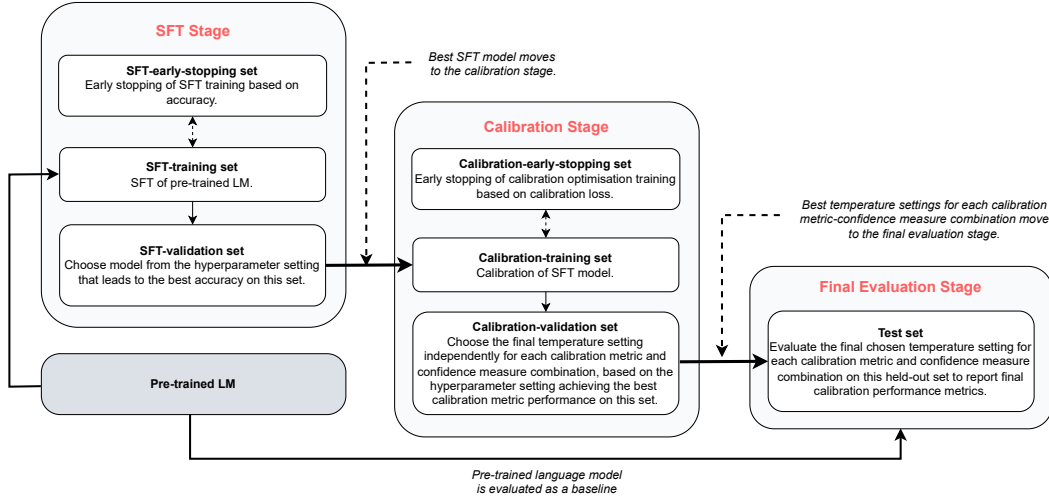 SFT Stage
SFT-early-stopping set
Early stopping of SFT training based on
accuracy.
SFT-training set
SFT of pre-trained LM.
SFT-validation set
Choose model from the hyperparameter setting
that leads to the best accuracy on this set.
Pre-trained LM
Best SFT model moves
to the calibration stage.
Calibration Stage
Calibration-early-stopping set
Early stopping of calibration optimisation training
based on calibration loss.
Calibration-training set
Calibration of SFT model.
Calibration-validation set
Choose the final temperature setting
independently for each calibration metric and
confidence measure combination, based on the
hyperparameter setting achieving the best
calibration metric performance on this set.
Best temperature settings for each calibration
metric-confidence measure combination move
to the final evaluation stage.
Final Evaluation Stage
Test set
Evaluate the final chosen temperature setting for
each calibration metric and confidence measure
combination on this held-out set to report final
calibration performance metrics.
Pre-trained language model
is evaluated as a baseline